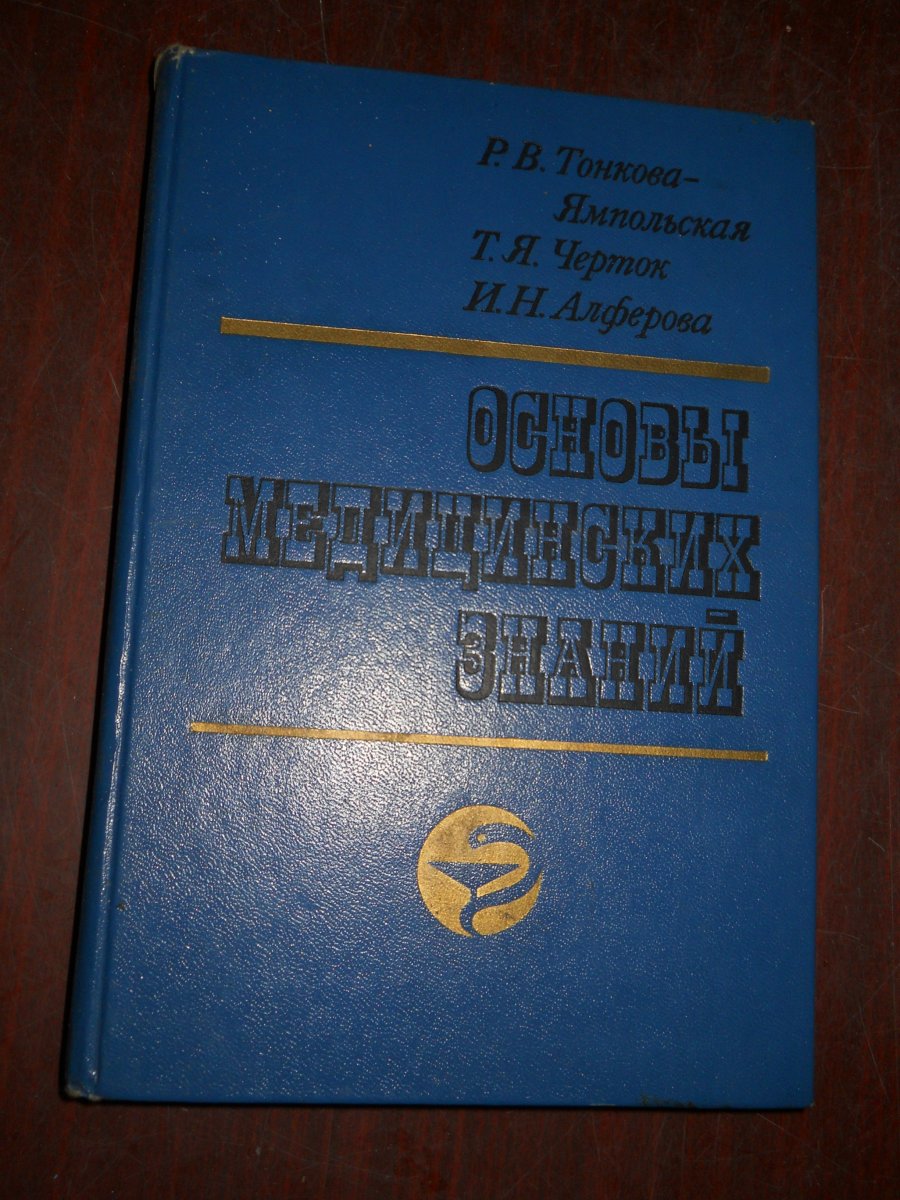 Р. В. Тонкова-
Ямпольская
Т. Я. Черток
И. Н. Алферова
ОСНОВЫ
МЕДИЦИНСКИХ
ЗНАНИЙ